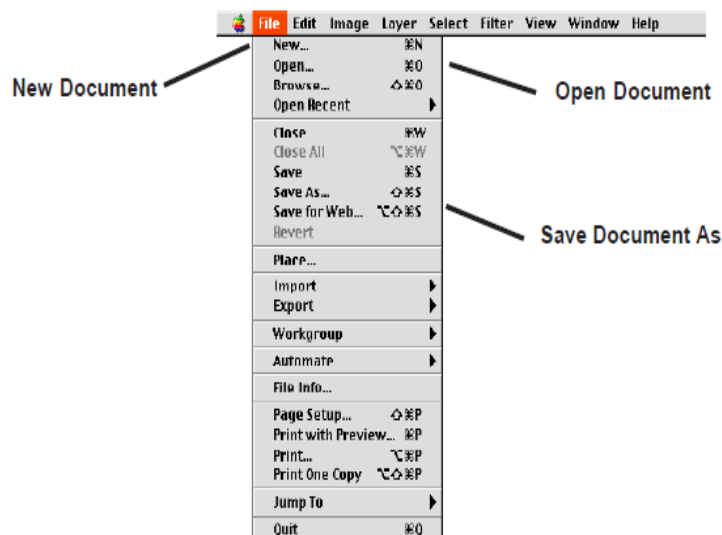 File Edit Image Layer Select Filter View Window Help
New... ⌘N
Open... ⌘O
Browse... ⇧⌘O
Open Recent
Close ⌘W
Close All ⌥⌘W
Save ⌘S
Save As... ⇧⌘S
Save for Web... ⌥⇧⌘S
Revert
Place...
Import
Export
Workgroup
Automate
File Info...
Page Setup... ⇧⌘P
Print with Preview... ⌘P
Print... ⌥⌘P
Print One Copy ⌥⇧⌘P
Jump To
Quit ⌘Q
New Document
Open Document
Save Document As